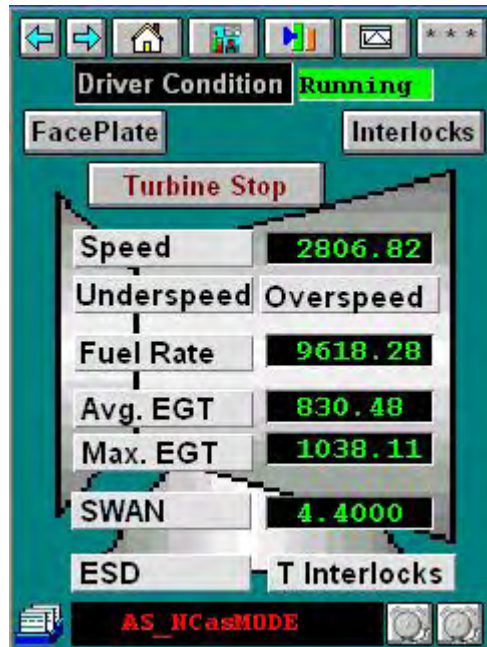 * * *
Driver Condition Running
FacePlate Interlocks
Turbine Stop
Speed 2806.82
Underspeed Overspeed
Fuel Rate 9618.28
Avg. EGT 830.48
Max. EGT 1038.11
SWAN 4.4000
ESD T Interlocks
AS_NCasMODE